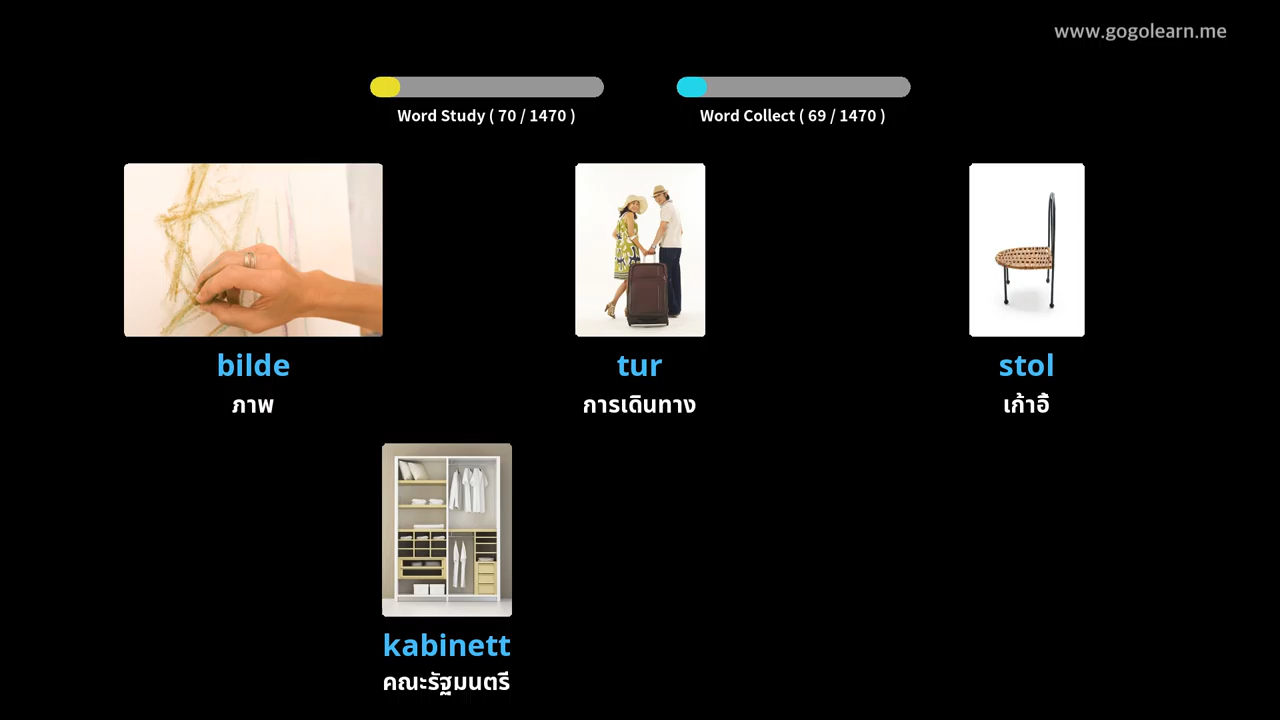 www.gogolearn.me
Word Study ( 70 / 1470 )
Word Collect ( 69 / 1470 )
bilde
ภาพ
tur
การเดินทาง
stol
เก้าอี้
kabinett
คณะรัฐมนตรี